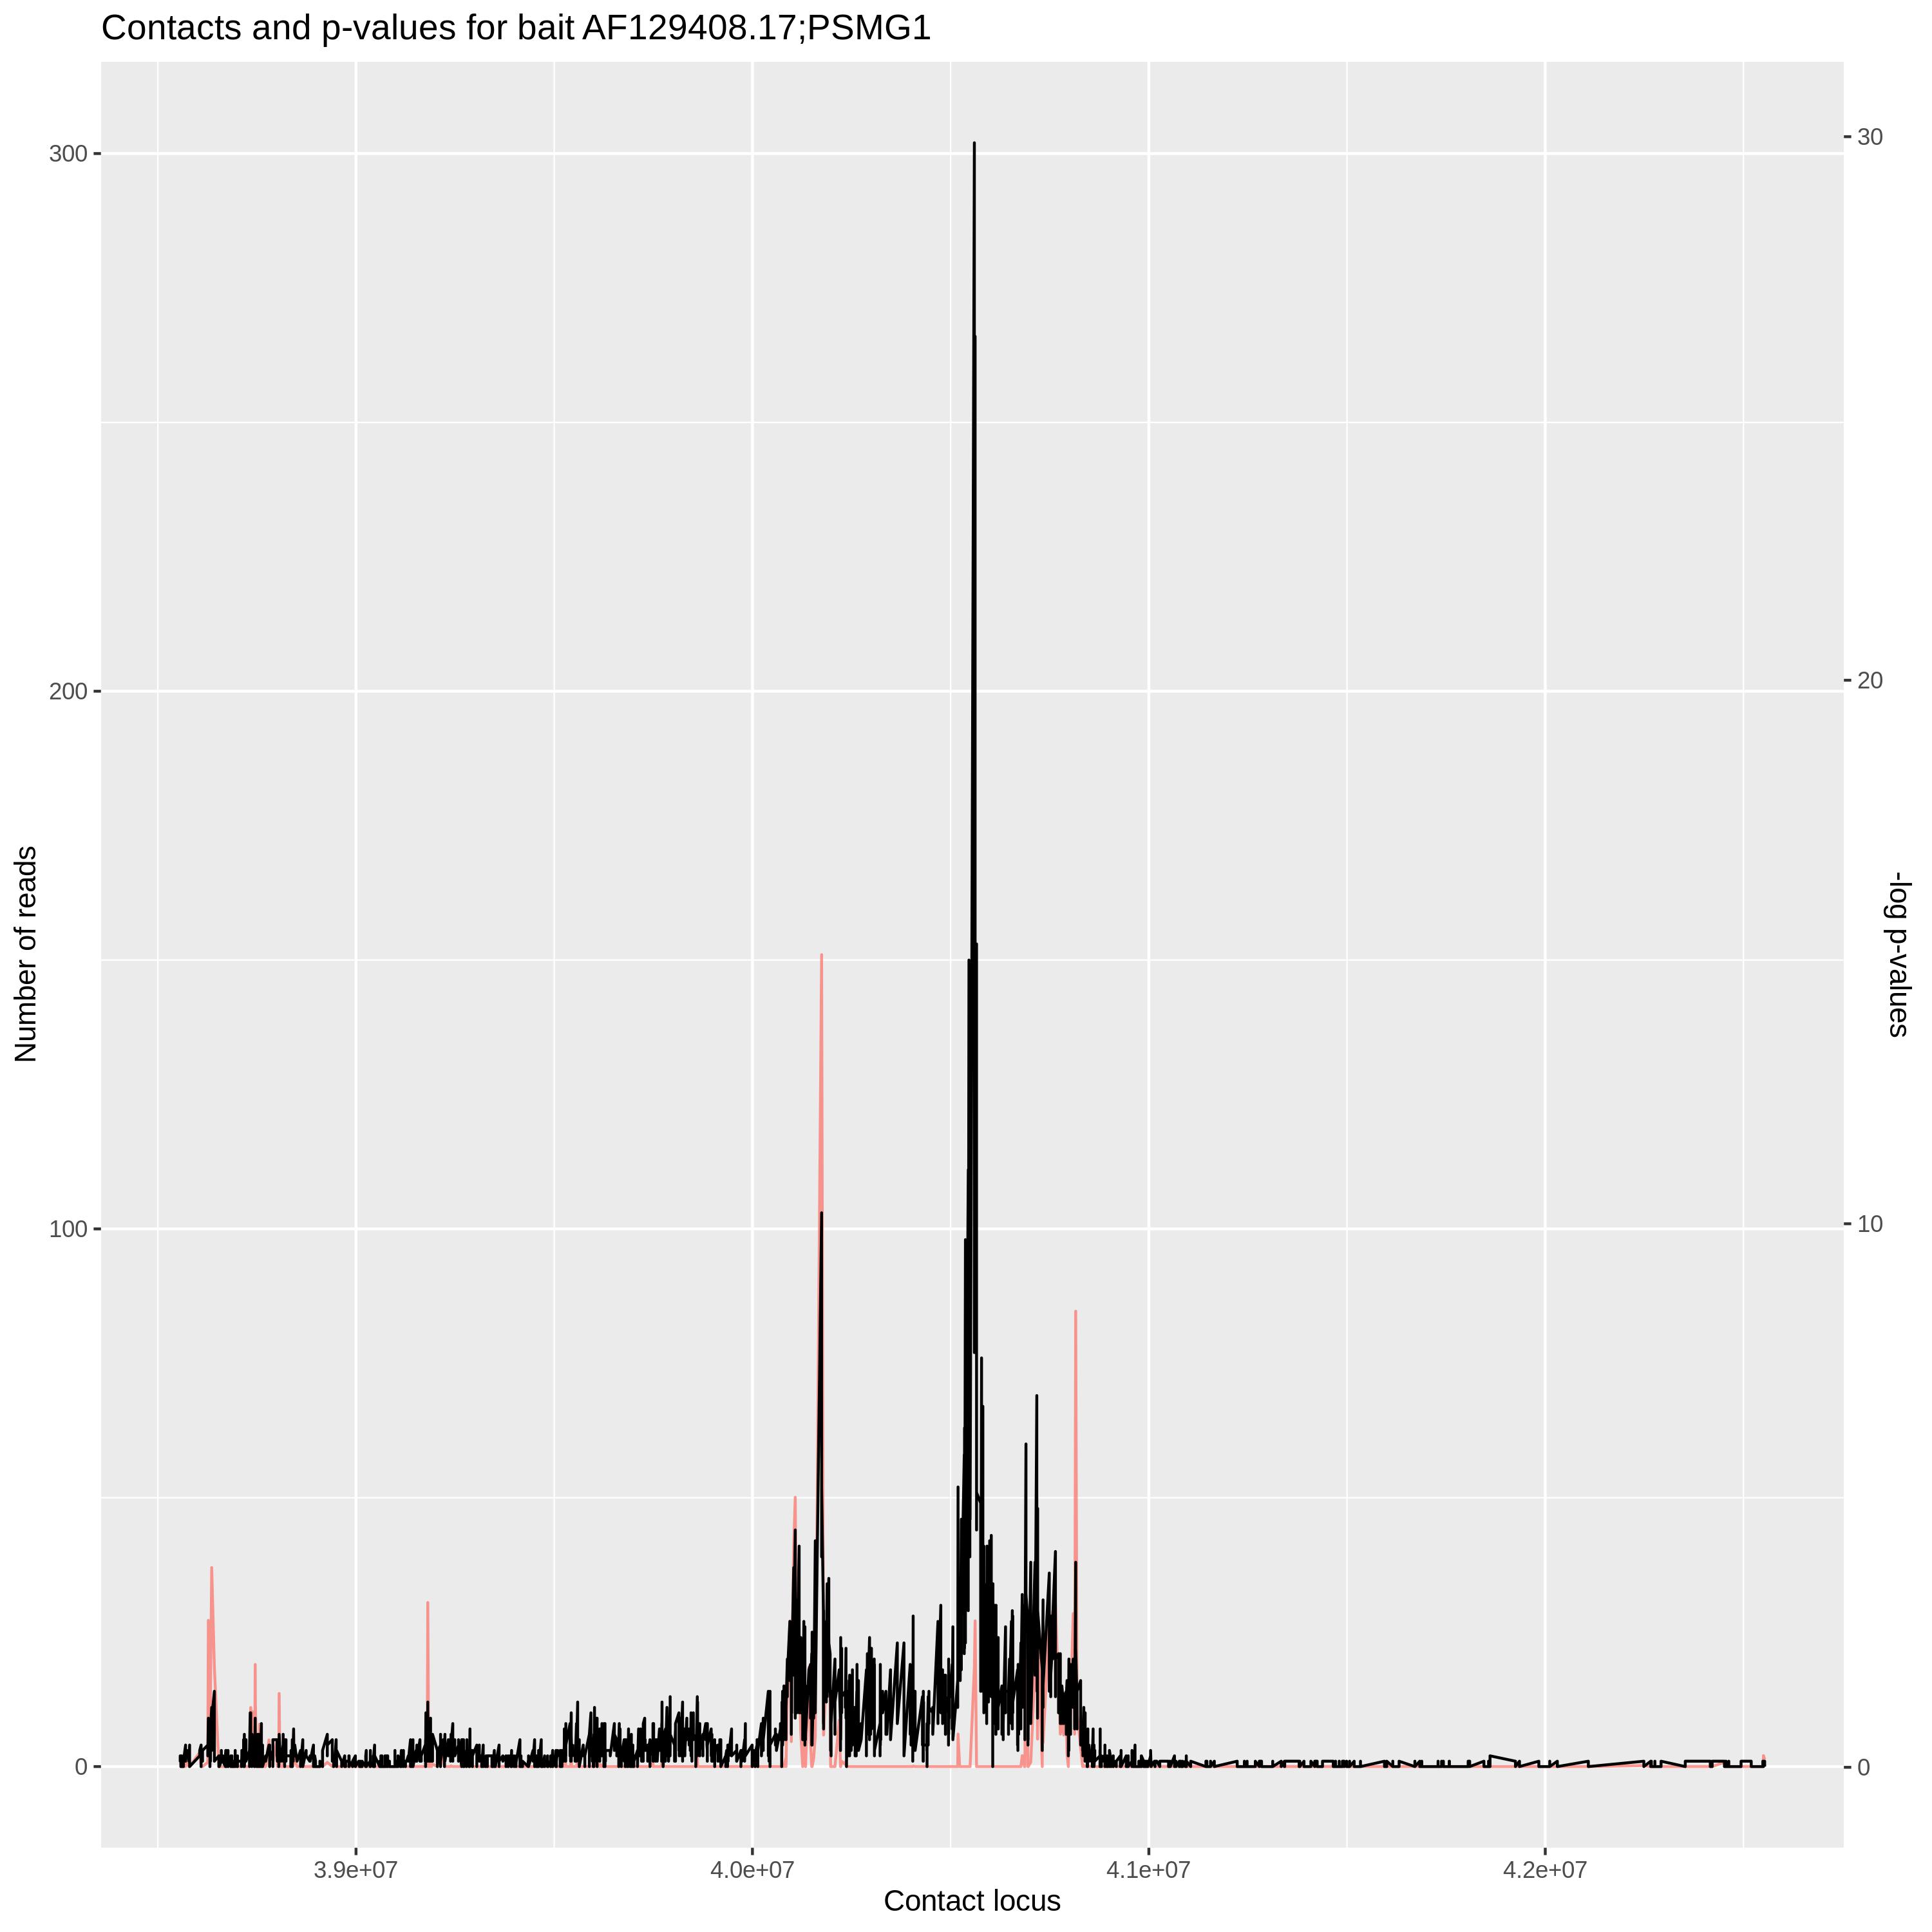 Contacts and p-values for bait AF129408.17;PSMG1
300
200
100
0
Number of reads
30
20
10
0
-log p-values
3.9e+07 4.0e+07 4.1e+07 4.2e+07
Contact locus